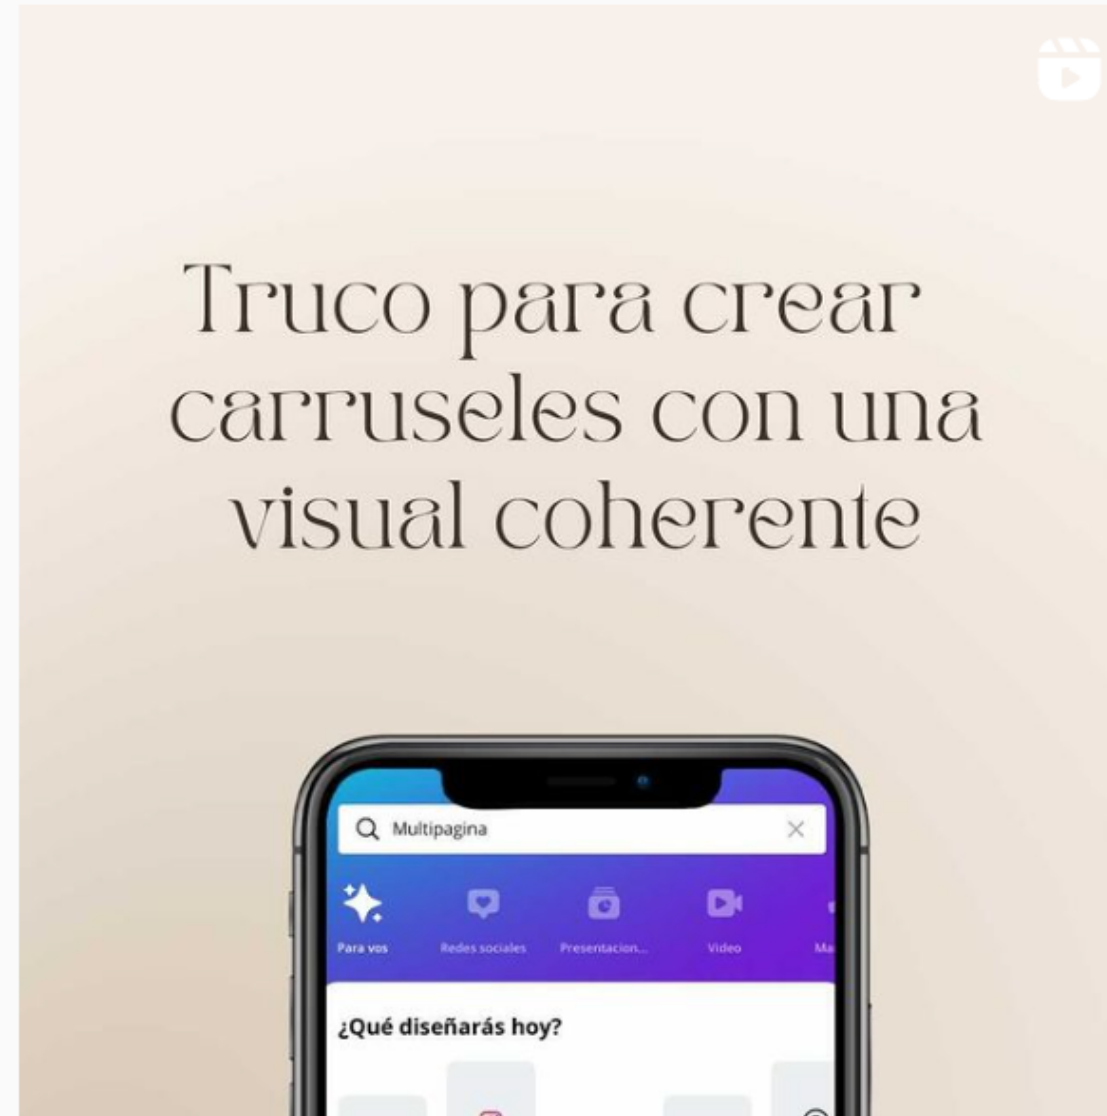 Truco para crear
carruseles con una
visual coherente
Multipagina
Para vos
Redes sociales
Presentacion...
Video
¿Qué diseñarás hoy?